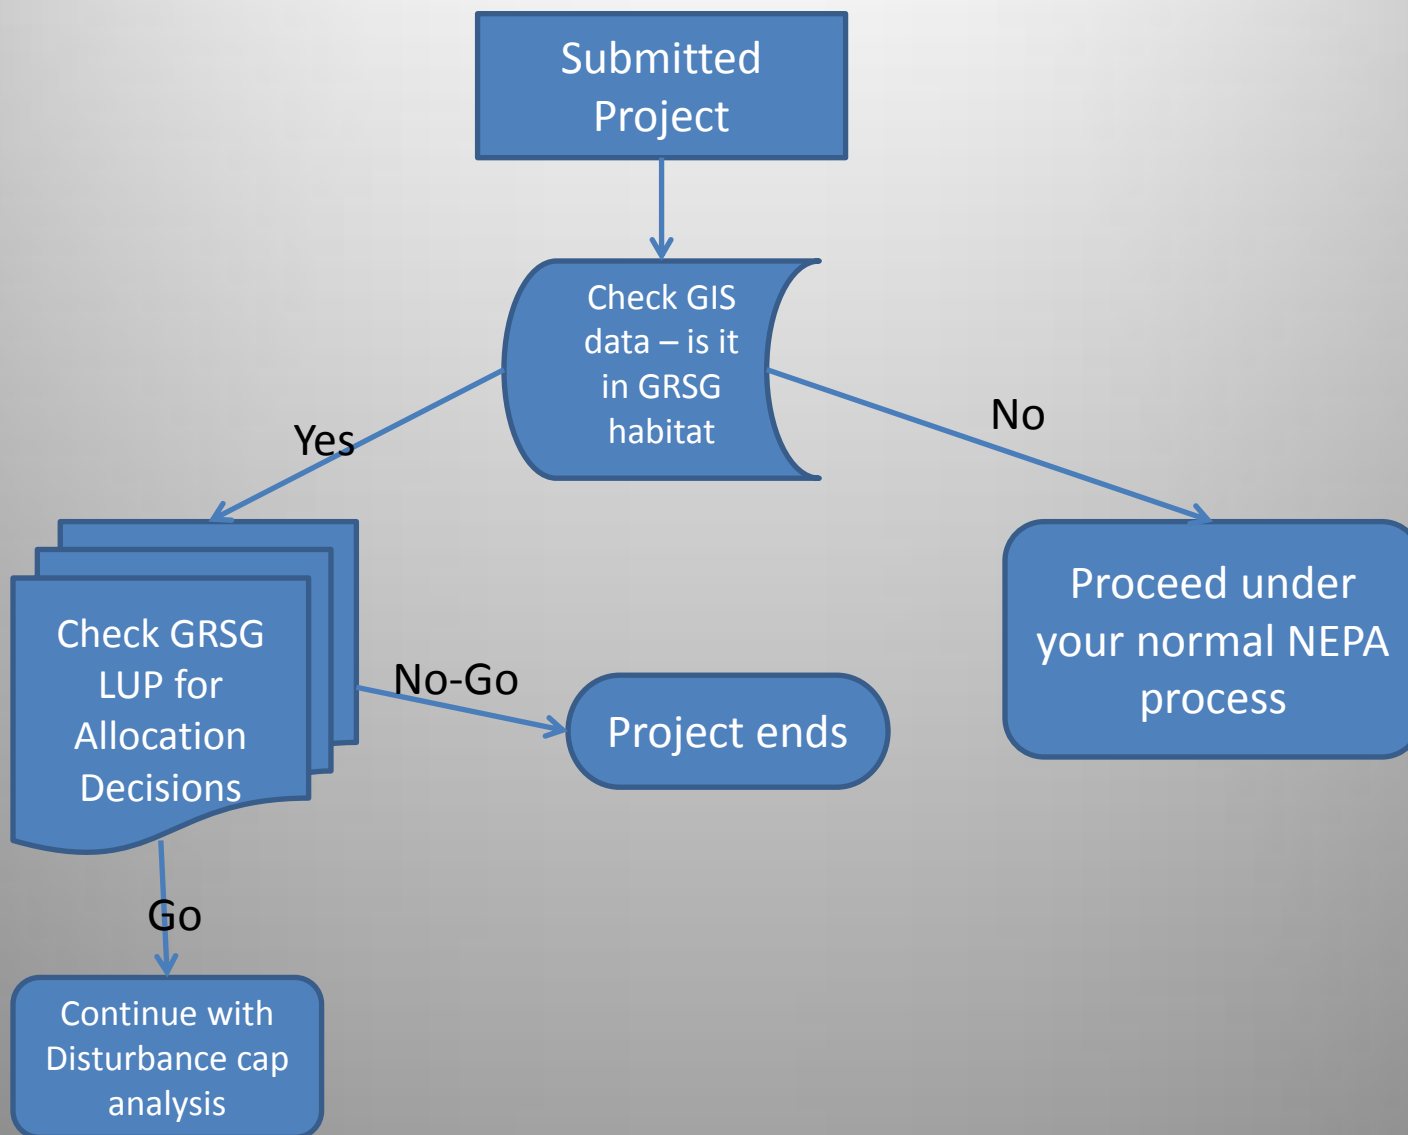 Submitted
Project
Check GIS
data – is it
in GRSG
habitat
Yes
No
Check GRSG
LUP for
Allocation
Decisions
No-Go
Project ends
Proceed under
your normal NEPA
process
Go
Continue with
Disturbance cap
analysis